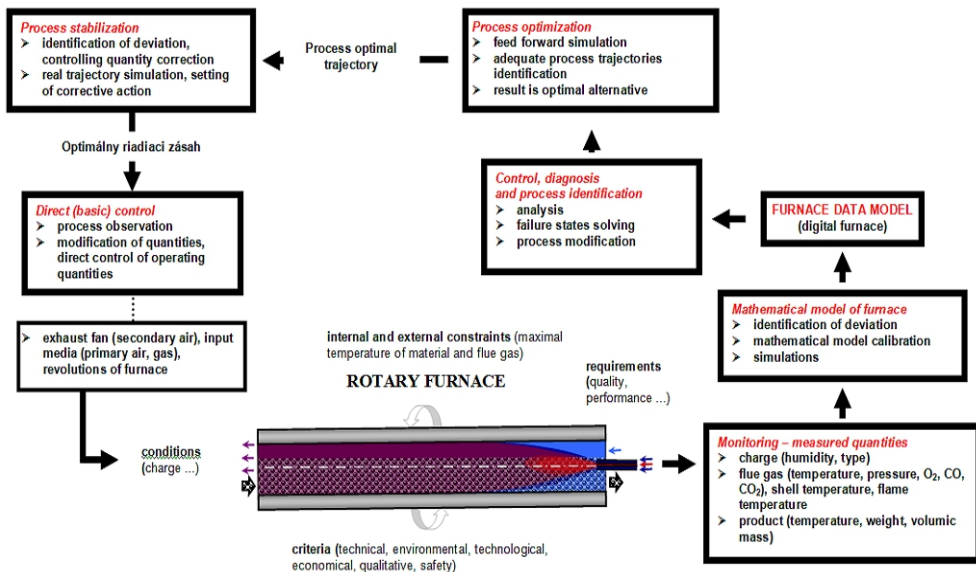 Process stabilization
➢ identification of deviation,
controlling quantity correction
➢ real trajectory simulation, setting
of corrective action
Process optimal
trajectory
Process optimization
➢ feed forward simulation
➢ adequate process trajectories
identification
➢ result is optimal alternative
Optimálny riadiaci zásah
Control, diagnosis
and process identification
➢ analysis
➢ failure states solving
➢ process modification
FURNACE DATA MODEL
(digital furnace)
Direct (basic) control
➢ process observation
➢ modification of quantities,
direct control of operating
quantities
Mathematical model of furnace
➢ identification of deviation
➢ mathematical model calibration
➢ simulations
➢ exhaust fan (secondary air), input
media (primary air, gas),
revolutions of furnace
internal and external constraints (maximal
temperature of material and flue gas)
ROTARY FURNACE
requirements
(quality,
performance ...)
conditions
(charge ...)
Monitoring – measured quantities
➢ charge (humidity, type)
➢ flue gas (temperature, pressure, O₂, CO,
CO₂), shell temperature, flame
temperature
➢ product (temperature, weight, volumic
mass)
criteria (technical, environmental, technological,
economical, qualitative, safety)